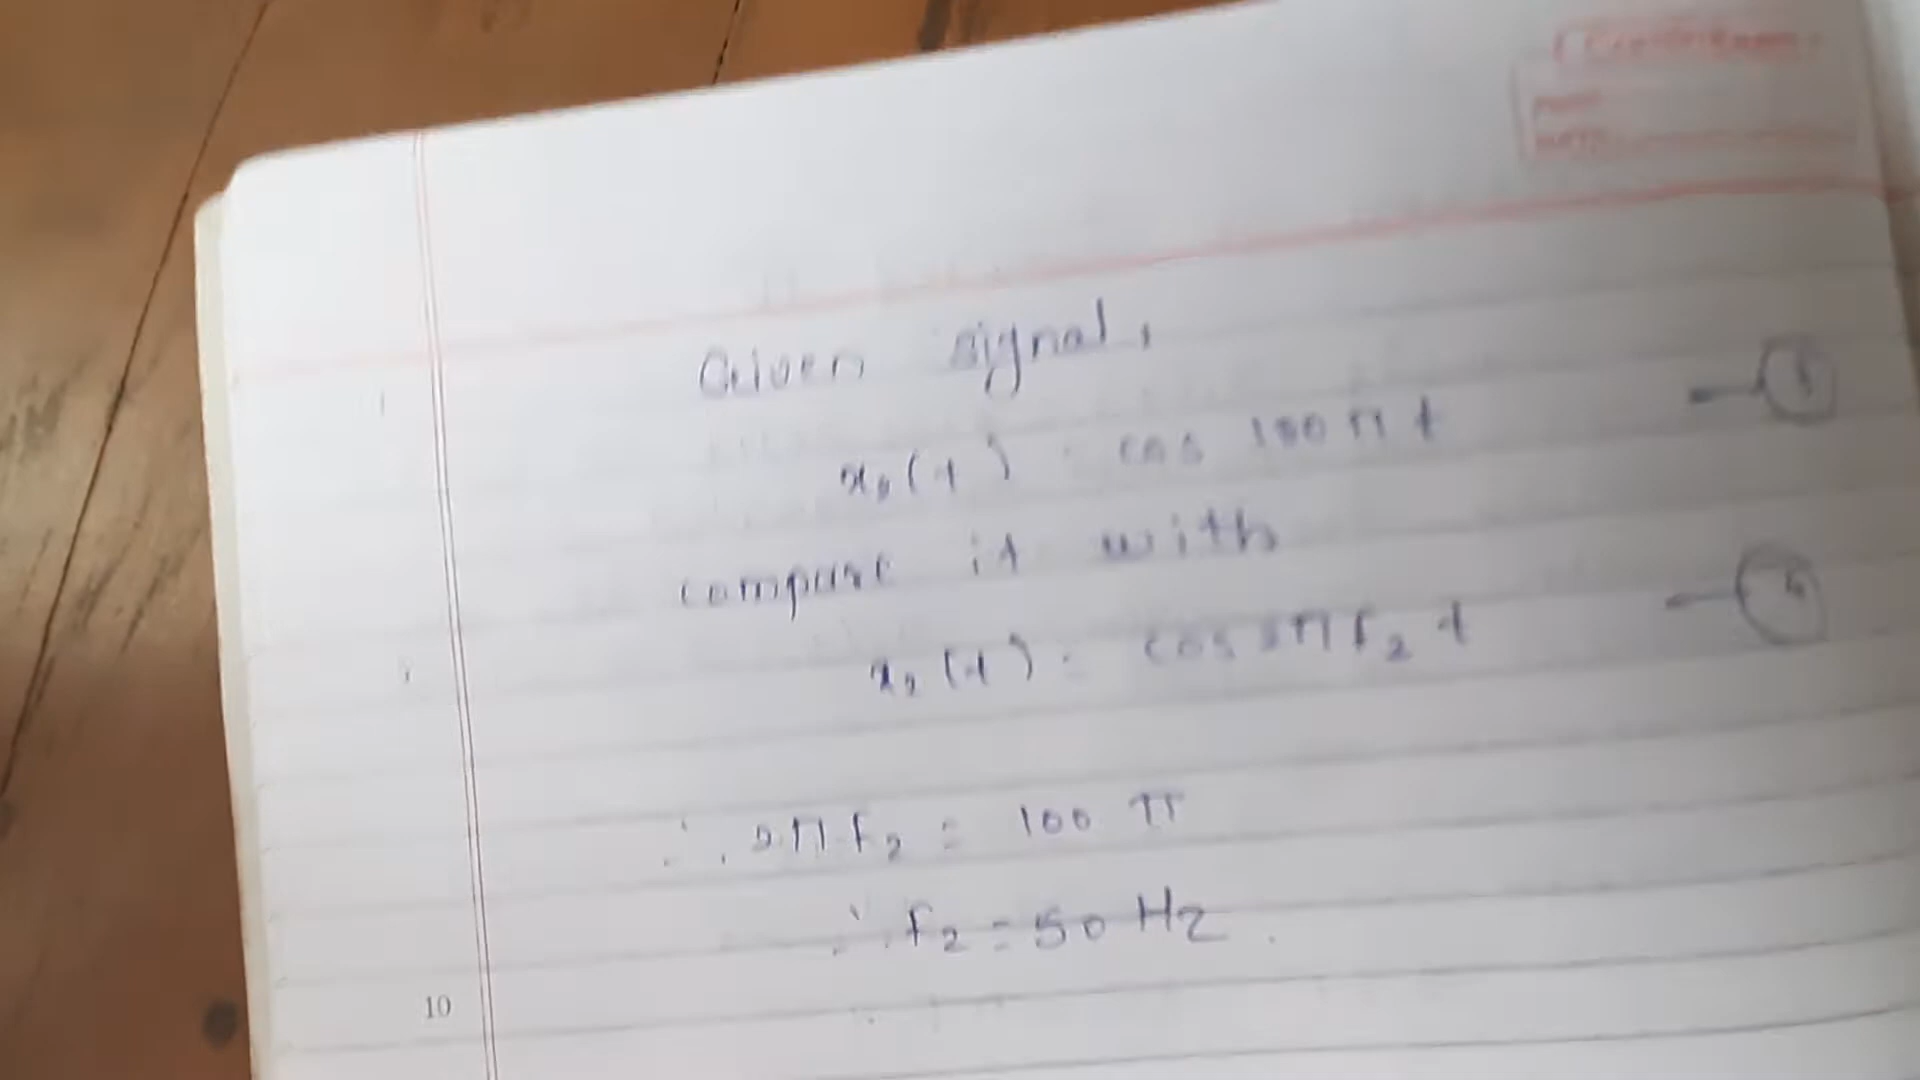 Given signal,
x₂(t) = cos 100 π t
compare it with
x₂(t) = cos 2π f₂ t
∴ 2π f₂ = 100 π
∴ f₂ = 50 Hz.
10